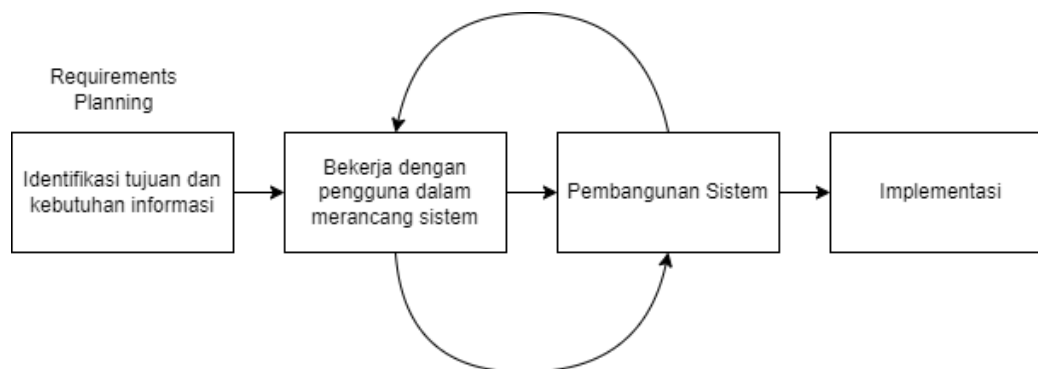 Requirements
Planning
Identifikasi tujuan dan
kebutuhan informasi
Bekerja dengan
pengguna dalam
merancang sistem
Pembangunan Sistem
Implementasi